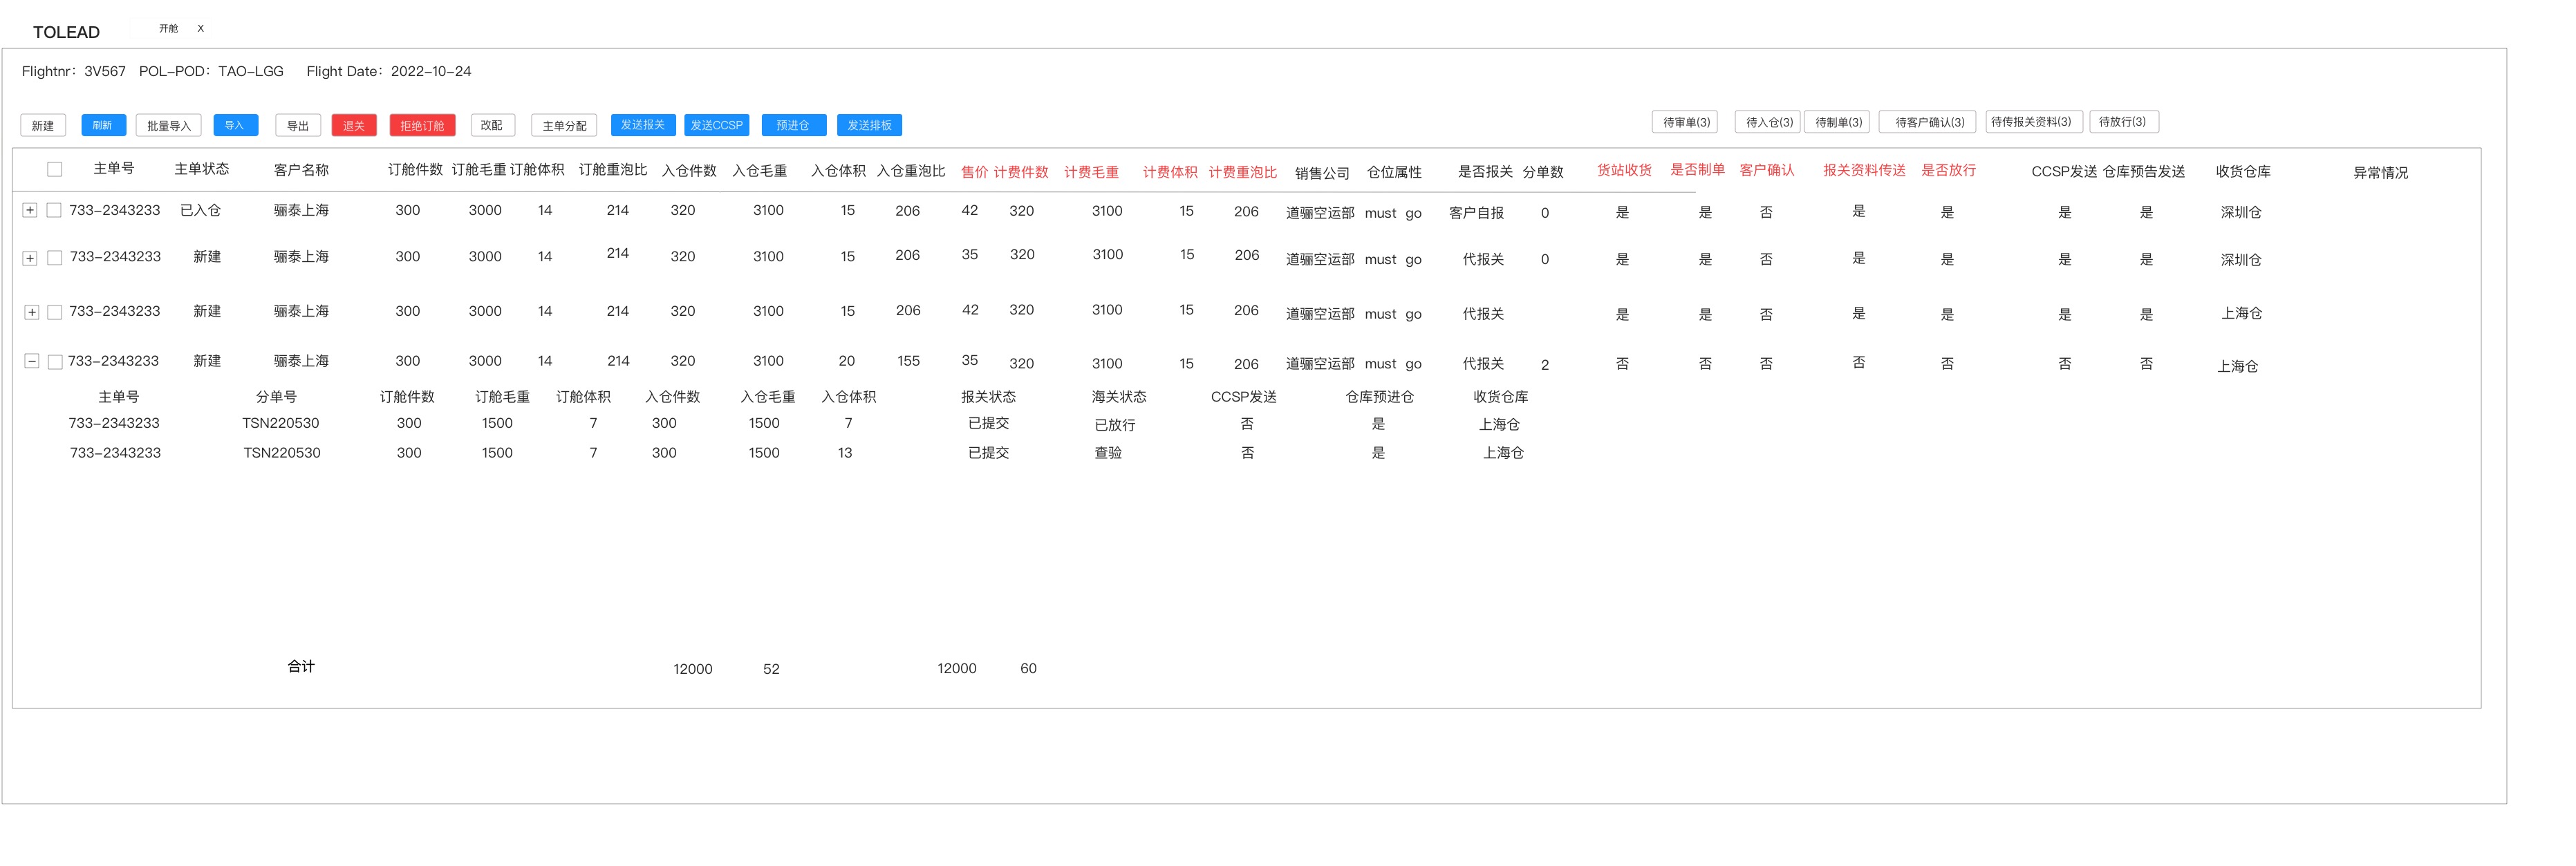 TOLEAD 开舱 X
Flightnr：3V567 POL-POD：TAO-LGG Flight Date：2022-10-24
新建 刷新 批量导入 导入 导出 退关 拒绝订舱 改配 主单分配 发送报关 发送CCSP 预进仓 发送排板 待审单(3) 待入仓(3) 待制单(3) 待客户确认(3) 待传报关资料(3) 待放行(3)
主单号 主单状态 客户名称 订舱件数 订舱毛重 订舱体积 订舱重泡比 入仓件数 入仓毛重 入仓体积 入仓重泡比 售价 计费件数 计费毛重 计费体积 计费重泡比 销售公司 仓位属性 是否报关 分单数 货站收货 是否制单 客户确认 报关资料传送 是否放行 CCSP发送 仓库预告发送 收货仓库 异常情况
+ 733-2343233 已入仓 骊泰上海 300 3000 14 214 320 3100 15 206 42 320 3100 15 206 道骊空运部 must go 客户自报 0 是 是 否 是 是 是 是 深圳仓
+ 733-2343233 新建 骊泰上海 300 3000 14 214 320 3100 15 206 35 320 3100 15 206 道骊空运部 must go 代报关 0 是 是 否 是 是 是 是 深圳仓
+ 733-2343233 新建 骊泰上海 300 3000 14 214 320 3100 15 206 42 320 3100 15 206 道骊空运部 must go 代报关 是 是 否 是 是 是 是 上海仓
− 733-2343233 新建 骊泰上海 300 3000 14 214 320 3100 20 155 35 320 3100 15 206 道骊空运部 must go 代报关 2 否 否 否 否 否 否 否 上海仓
主单号 分单号 订舱件数 订舱毛重 订舱体积 入仓件数 入仓毛重 入仓体积 报关状态 海关状态 CCSP发送 仓库预进仓 收货仓库
733-2343233 TSN220530 300 1500 7 300 1500 7 已提交 已放行 否 是 上海仓
733-2343233 TSN220530 300 1500 7 300 1500 13 已提交 查验 否 是 上海仓
合计 12000 52 12000 60